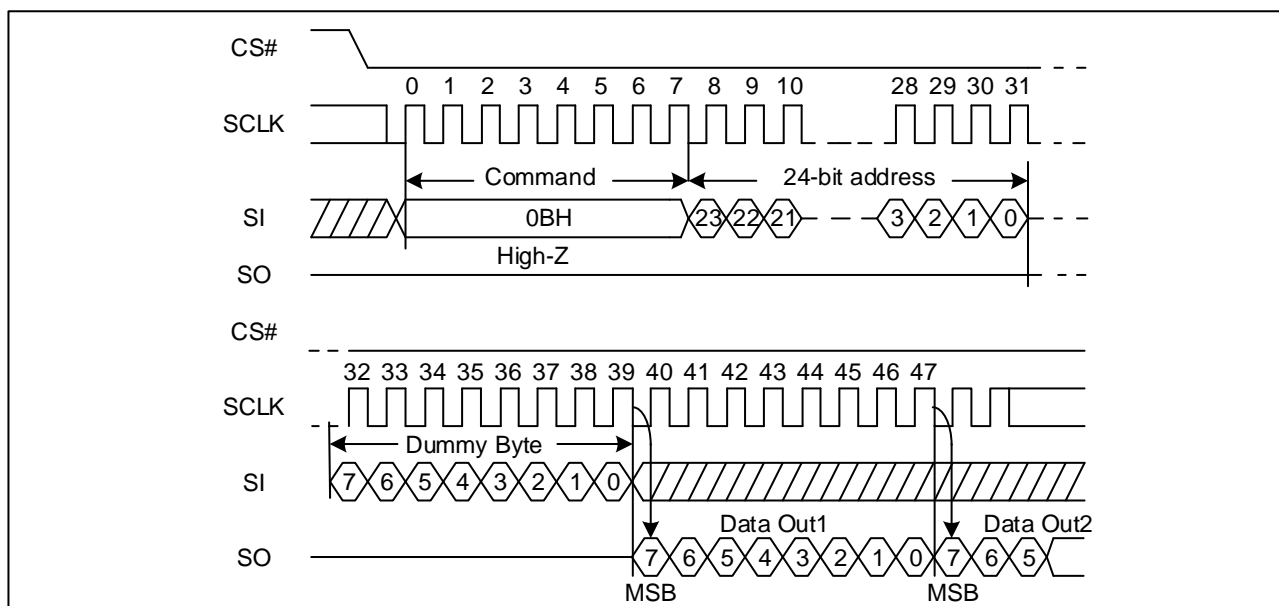 CS#
0 1 2 3 4 5 6 7 8 9 10 28 29 30 31
SCLK
Command 24-bit address
SI 0BH 23 22 21 3 2 1 0
High-Z
SO
CS#
32 33 34 35 36 37 38 39 40 41 42 43 44 45 46 47
SCLK
Dummy Byte
SI 7 6 5 4 3 2 1 0
Data Out1 Data Out2
SO 7 6 5 4 3 2 1 0 7 6 5
MSB MSB